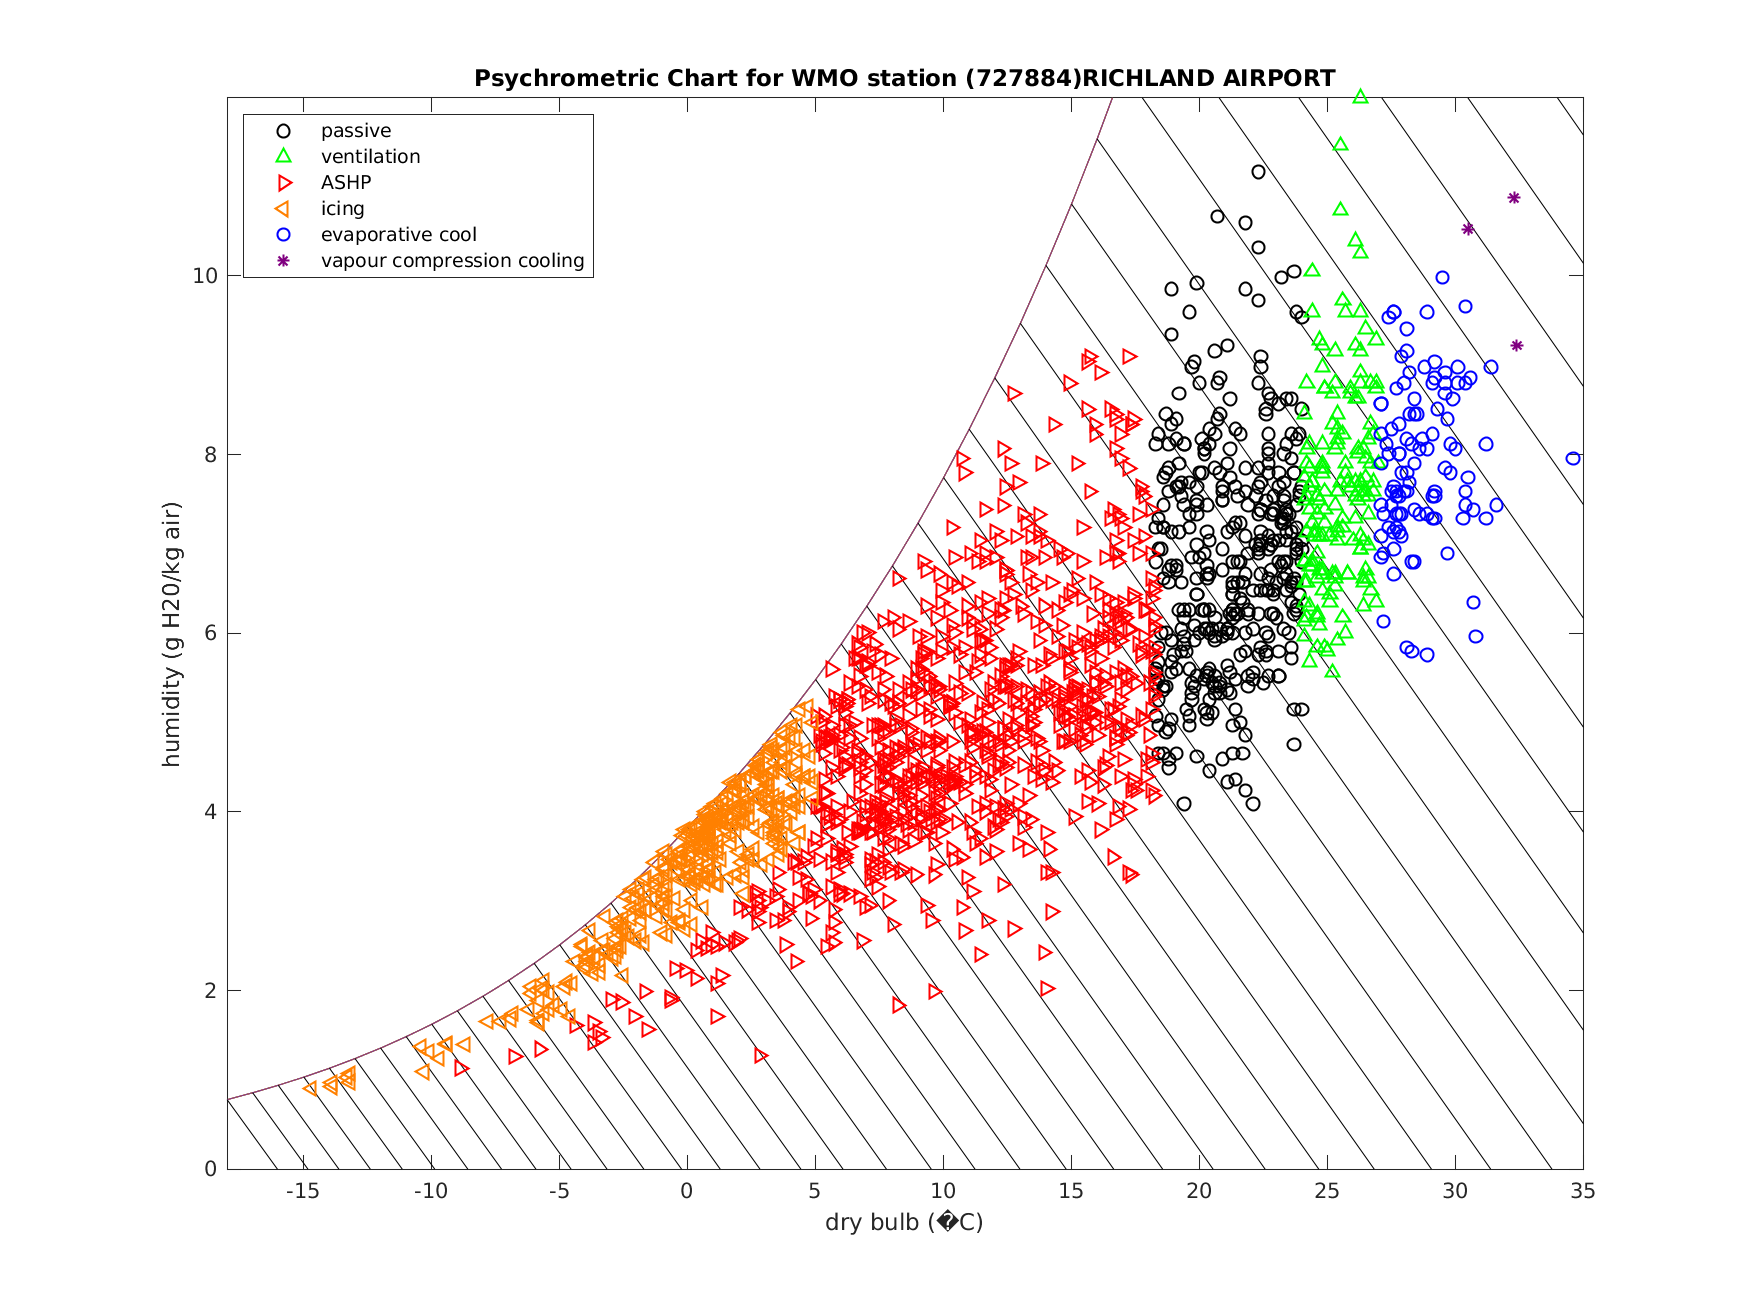 Psychrometric Chart for WMO station (727884)RICHLAND AIRPORT
passive
ventilation
ASHP
icing
evaporative cool
vapour compression cooling
humidity (g H20/kg air)
10
8
6
4
2
0
-15 -10 -5 0 5 10 15 20 25 30 35
dry bulb (�C)